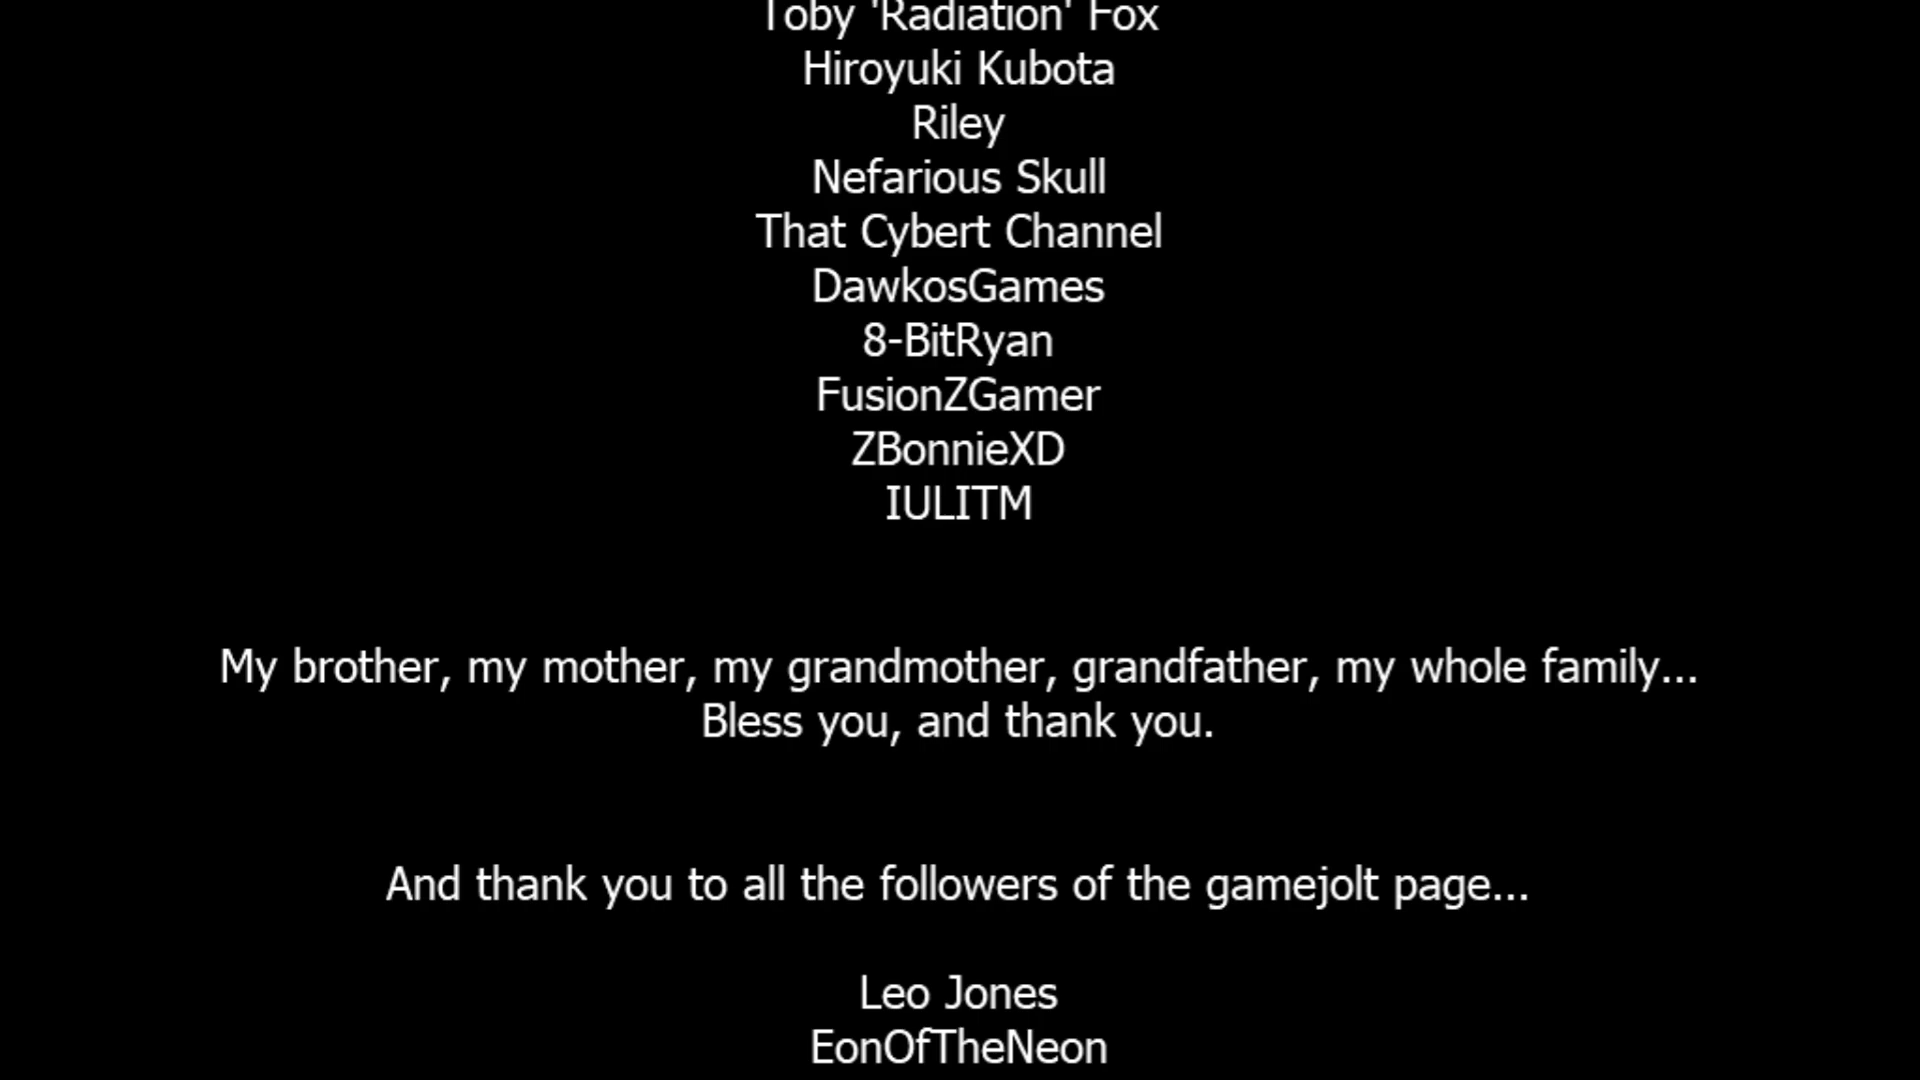 Toby 'Radiation' Fox
Hiroyuki Kubota
Riley
Nefarious Skull
That Cybert Channel
DawkosGames
8-BitRyan
FusionZGamer
ZBonnieXD
IULITM
My brother, my mother, my grandmother, grandfather, my whole family...
Bless you, and thank you.
And thank you to all the followers of the gamejolt page...
Leo Jones
EonOfTheNeon